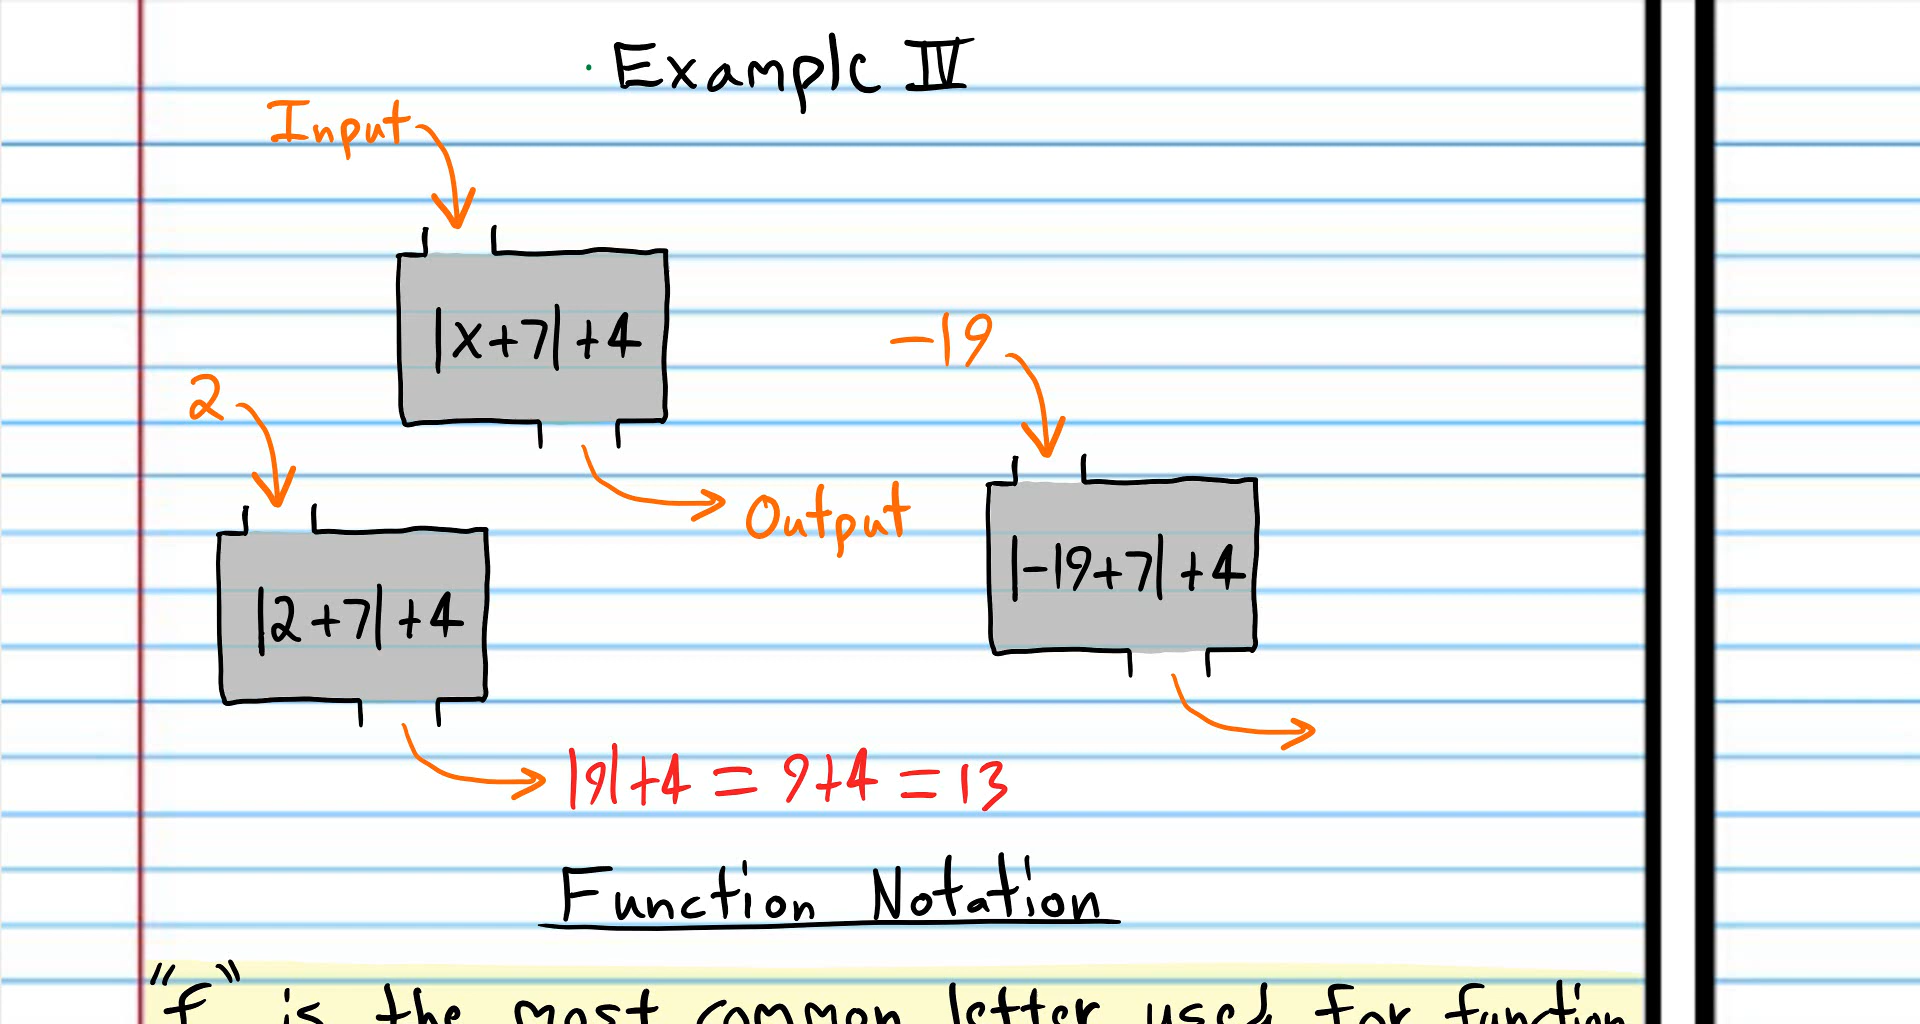 Example IV
Input
|x+7|+4
-19
2
Output
|-19+7|+4
|2+7|+4
|9|+4 = 9+4 = 13
Function Notation
"f" is the most common letter used for function